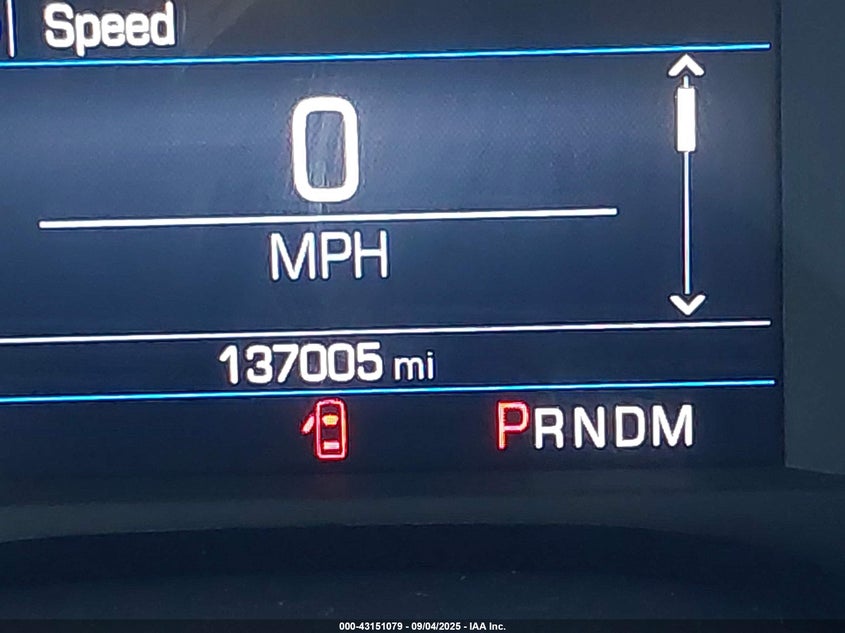 Speed
0
MPH
137005 mi
PRNDM
000-43151079 - 09/04/2025 - IAA Inc.